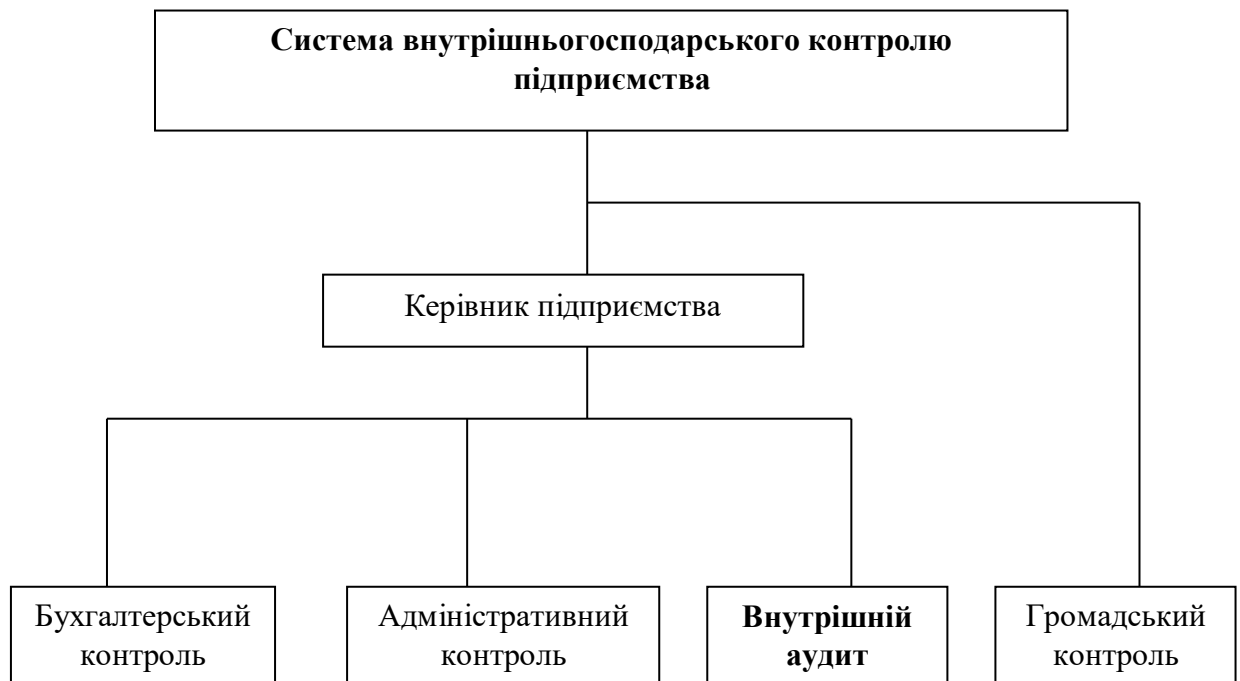 Система внутрішньогосподарського контролю
підприємства
Керівник підприємства
Бухгалтерський
контроль
Адміністративний
контроль
Внутрішній
аудит
Громадський
контроль